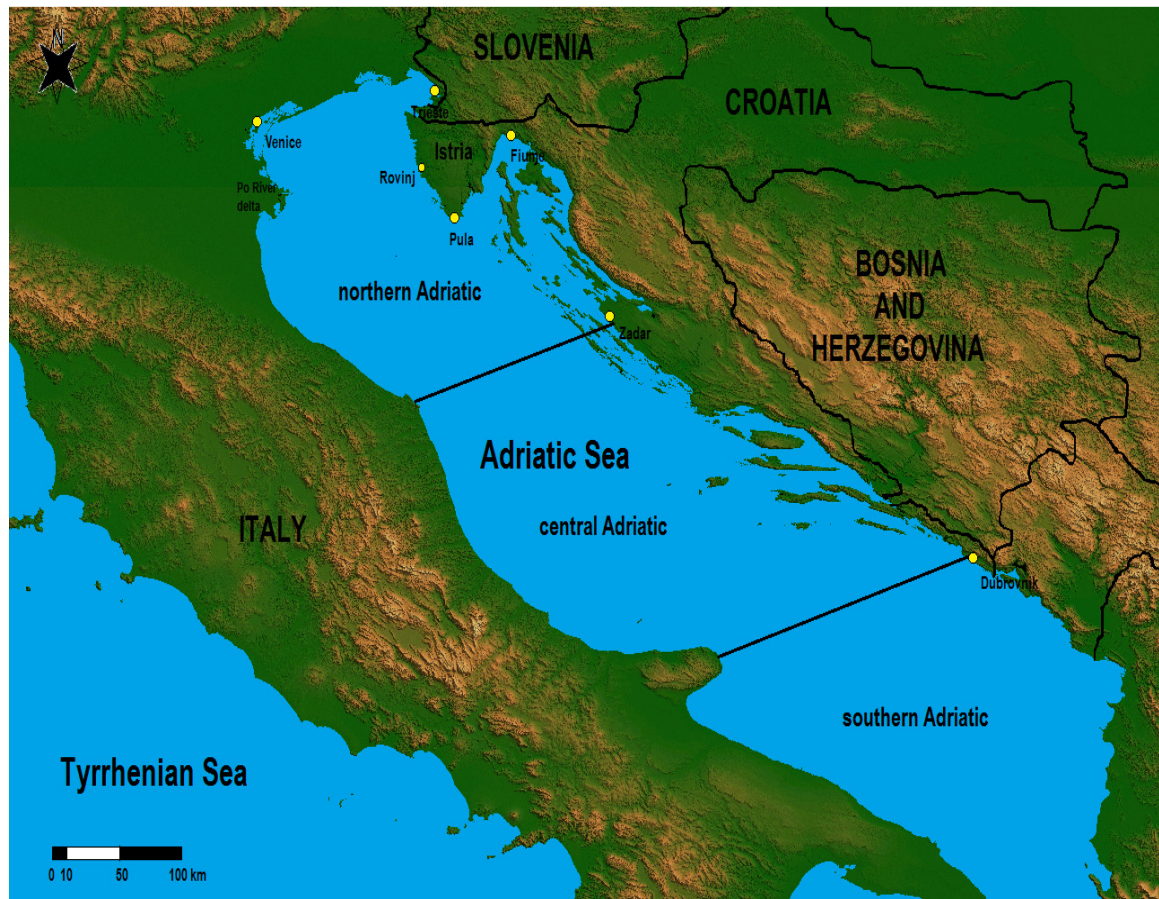 N
SLOVENIA
CROATIA
Trieste
Venice
Istria
Fiume
Rovinj
Po River
delta
Pula
BOSNIA
AND
HERZEGOVINA
northern Adriatic
Zadar
Adriatic Sea
ITALY
central Adriatic
Dubrovnik
southern Adriatic
Tyrrhenian Sea
0 10 50 100 km